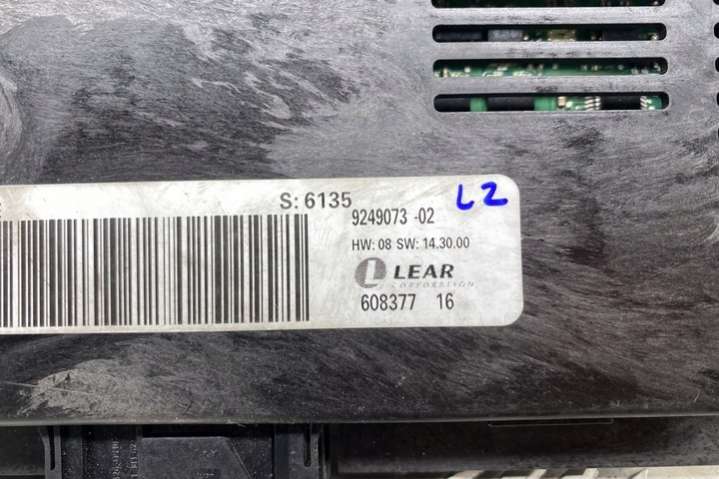 S: 6135
L2
9249073 -02
HW: 08 SW: 14.30.00
LEAR
CORPORATION
608377 16